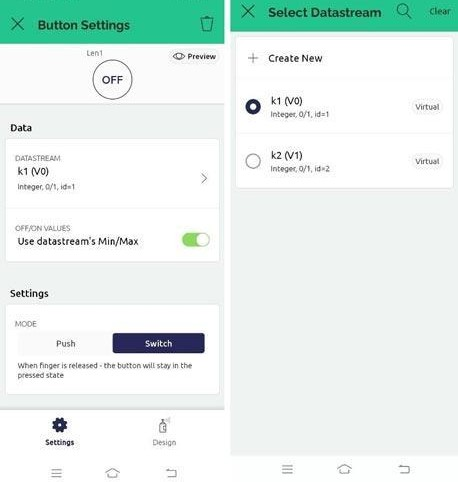 Button Settings
Len1
OFF
Preview
Data
DATASTREAM
k1 (V0)
Integer, 0/1, id=1
OFF/ON VALUES
Use datastream's Min/Max
Settings
MODE
Push
Switch
When finger is released - the button will stay in the
pressed state
Settings
Design
Select Datastream
Clear
Create New
k1 (V0)
Integer, 0/1, id=1
Virtual
k2 (V1)
Integer, 0/1, id=2
Virtual